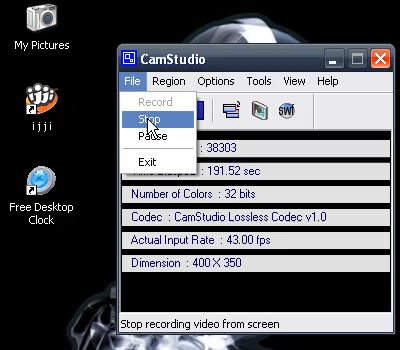 My Pictures
ijji
Free Desktop
Clock
CamStudio
File Region Options Tools View Help
Record
Stop
Pause
Exit
SWF
: 38303
: 191.52 sec
Number of Colors : 32 bits
Codec : CamStudio Lossless Codec v1.0
Actual Input Rate : 43.00 fps
Dimension : 400 X 350
Stop recording video from screen